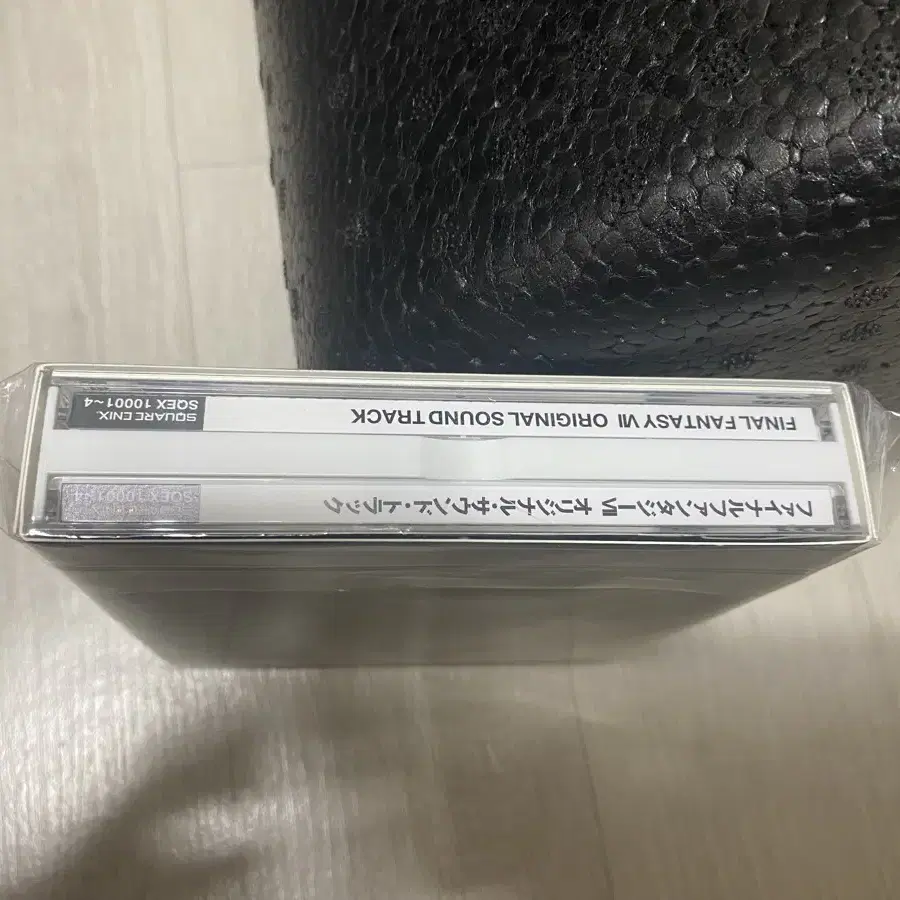 ファイナルファンタジーⅦ オリジナル・サウンド・トラック
SQEX 10001~4
FINAL FANTASY Ⅶ ORIGINAL SOUND TRACK
SQUARE ENIX.
SQEX 10001~4